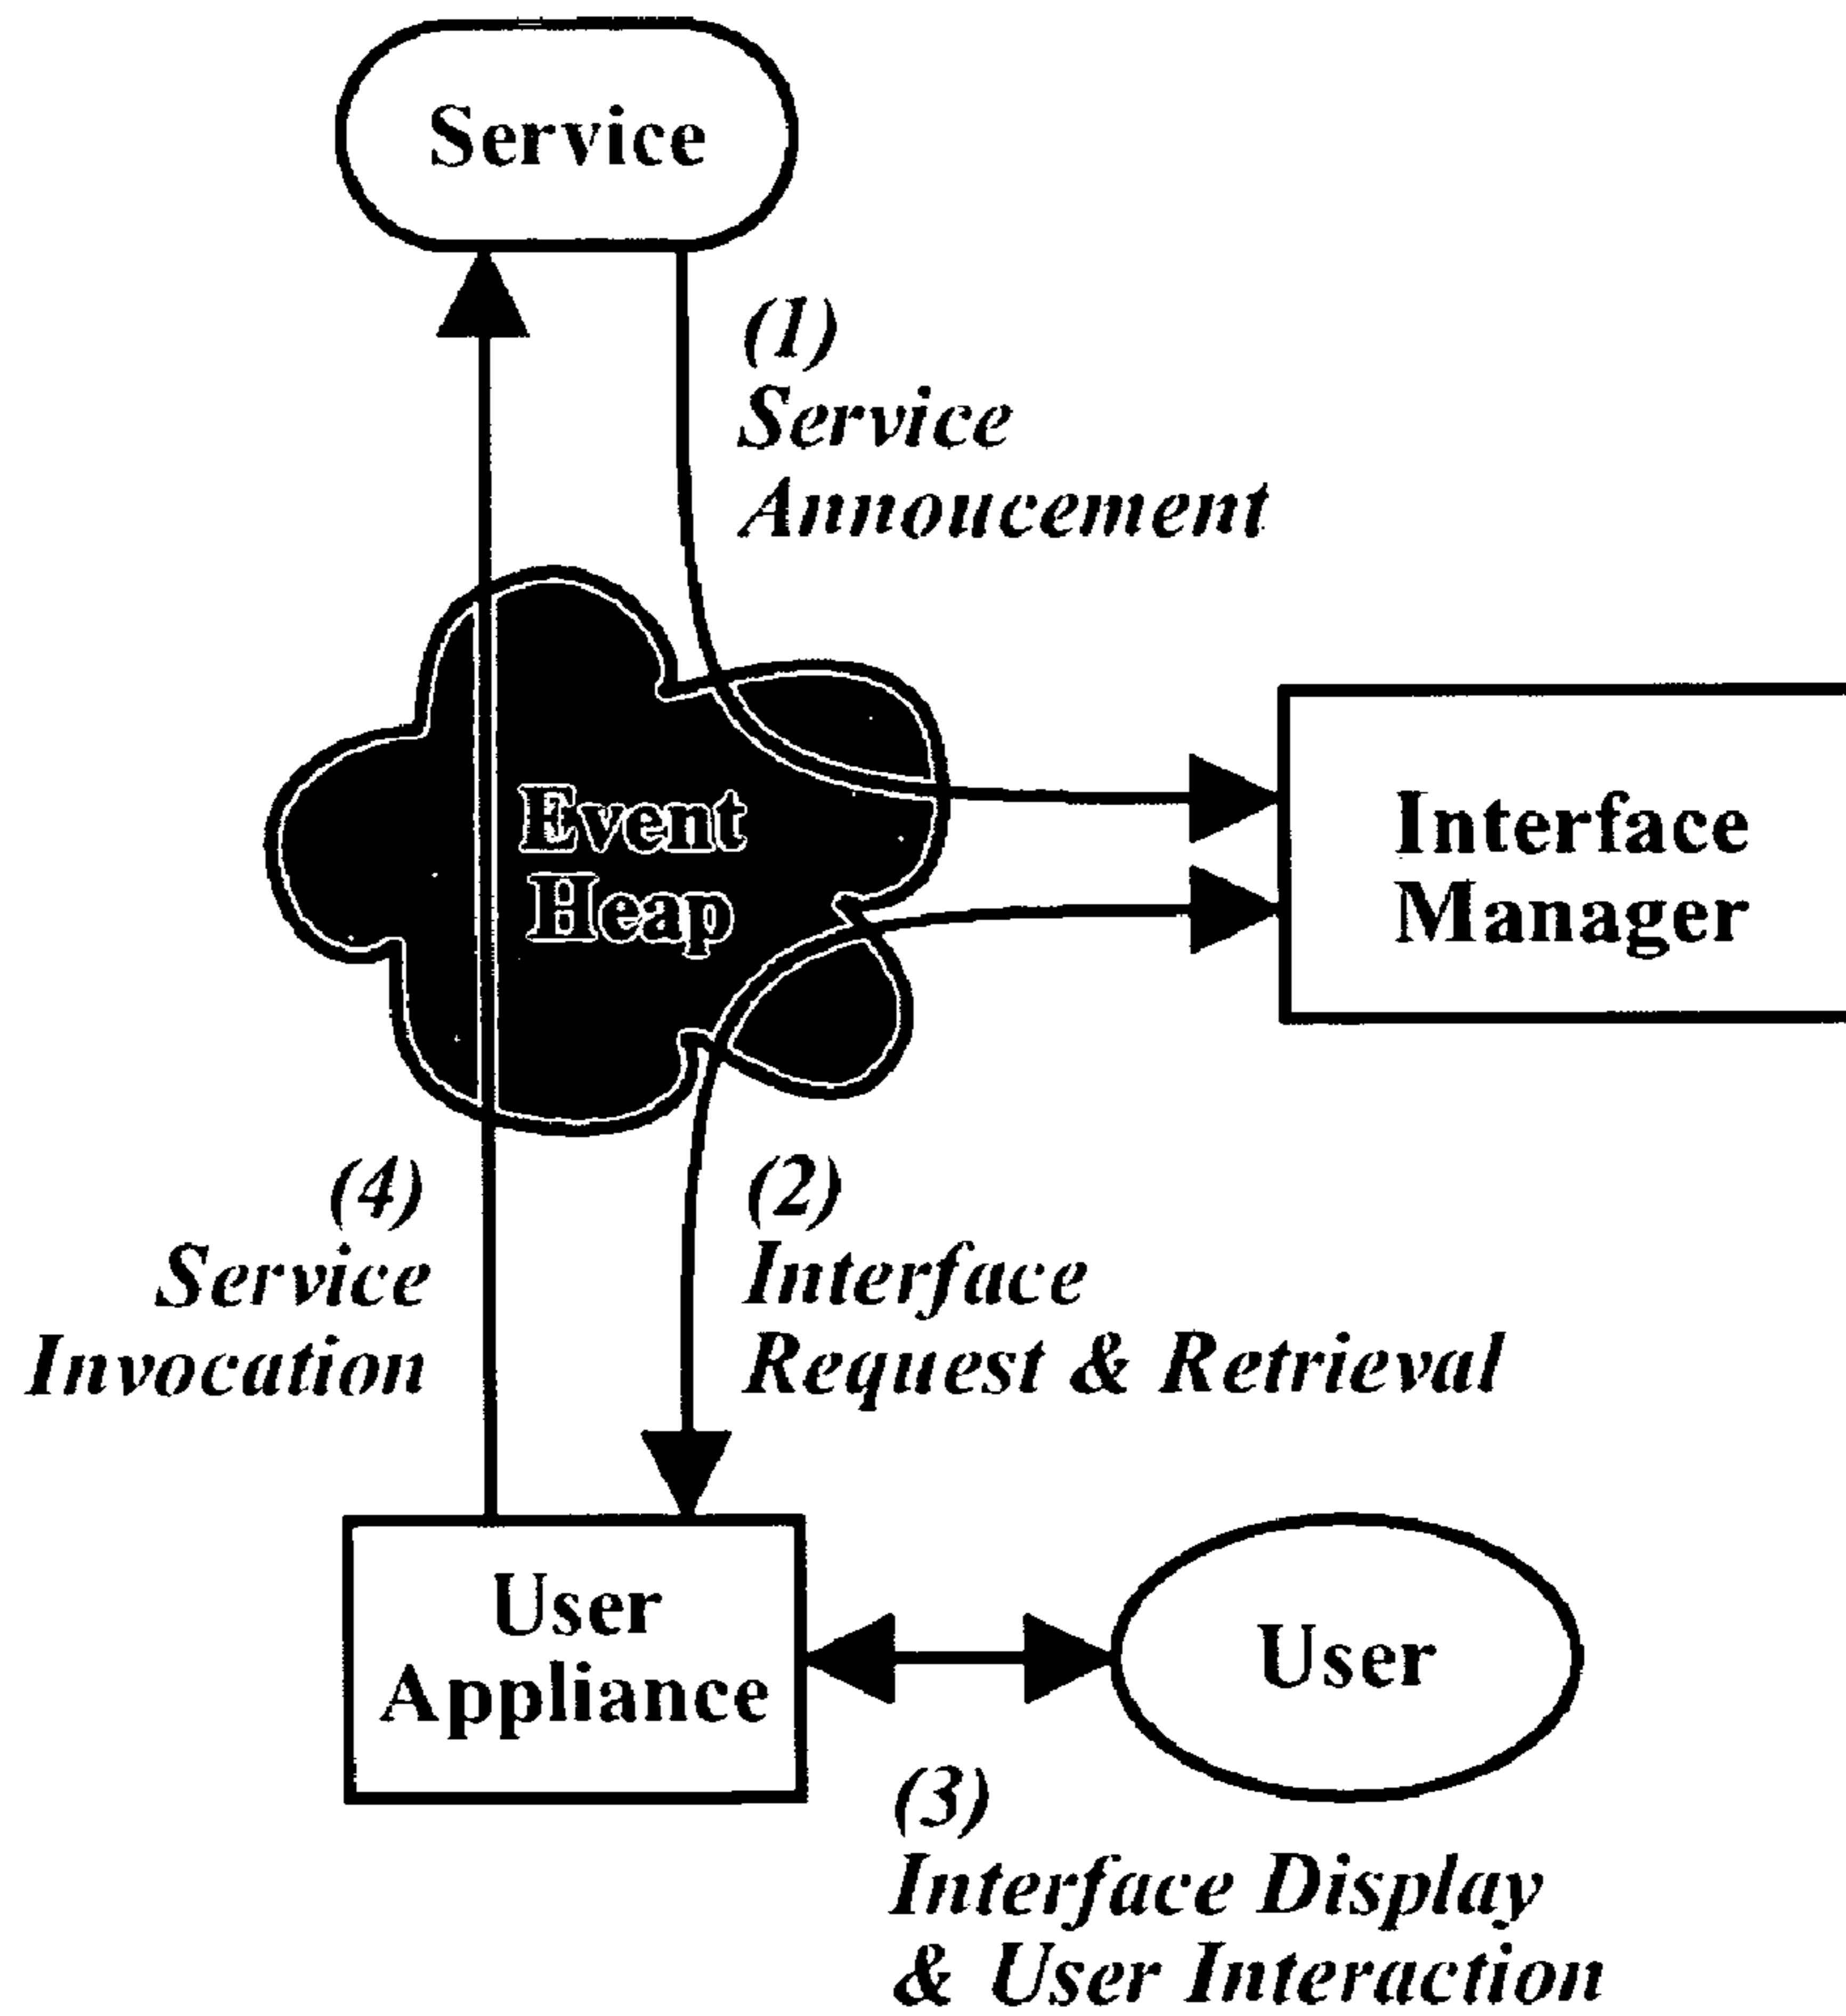 Service
(1)
Service
Annoucement
Event
Heap
Interface
Manager
(4)
Service
Invocation
(2)
Interface
Request & Retrieval
User
Appliance
User
(3)
Interface Display
& User Interaction